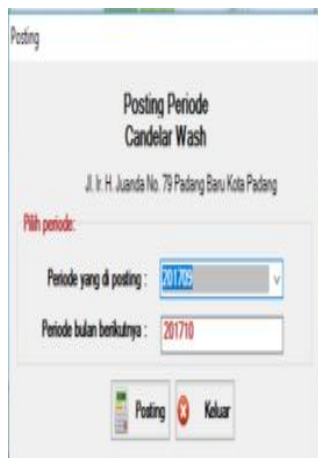 Posting
Posting Periode
Candelar Wash
Jl. Ir. H. Juanda No. 79 Padang Baru Kota Padang
Pilih periode:
Periode yang di posting : 201709
Periode bulan berikutnya : 201710
Posting Keluar